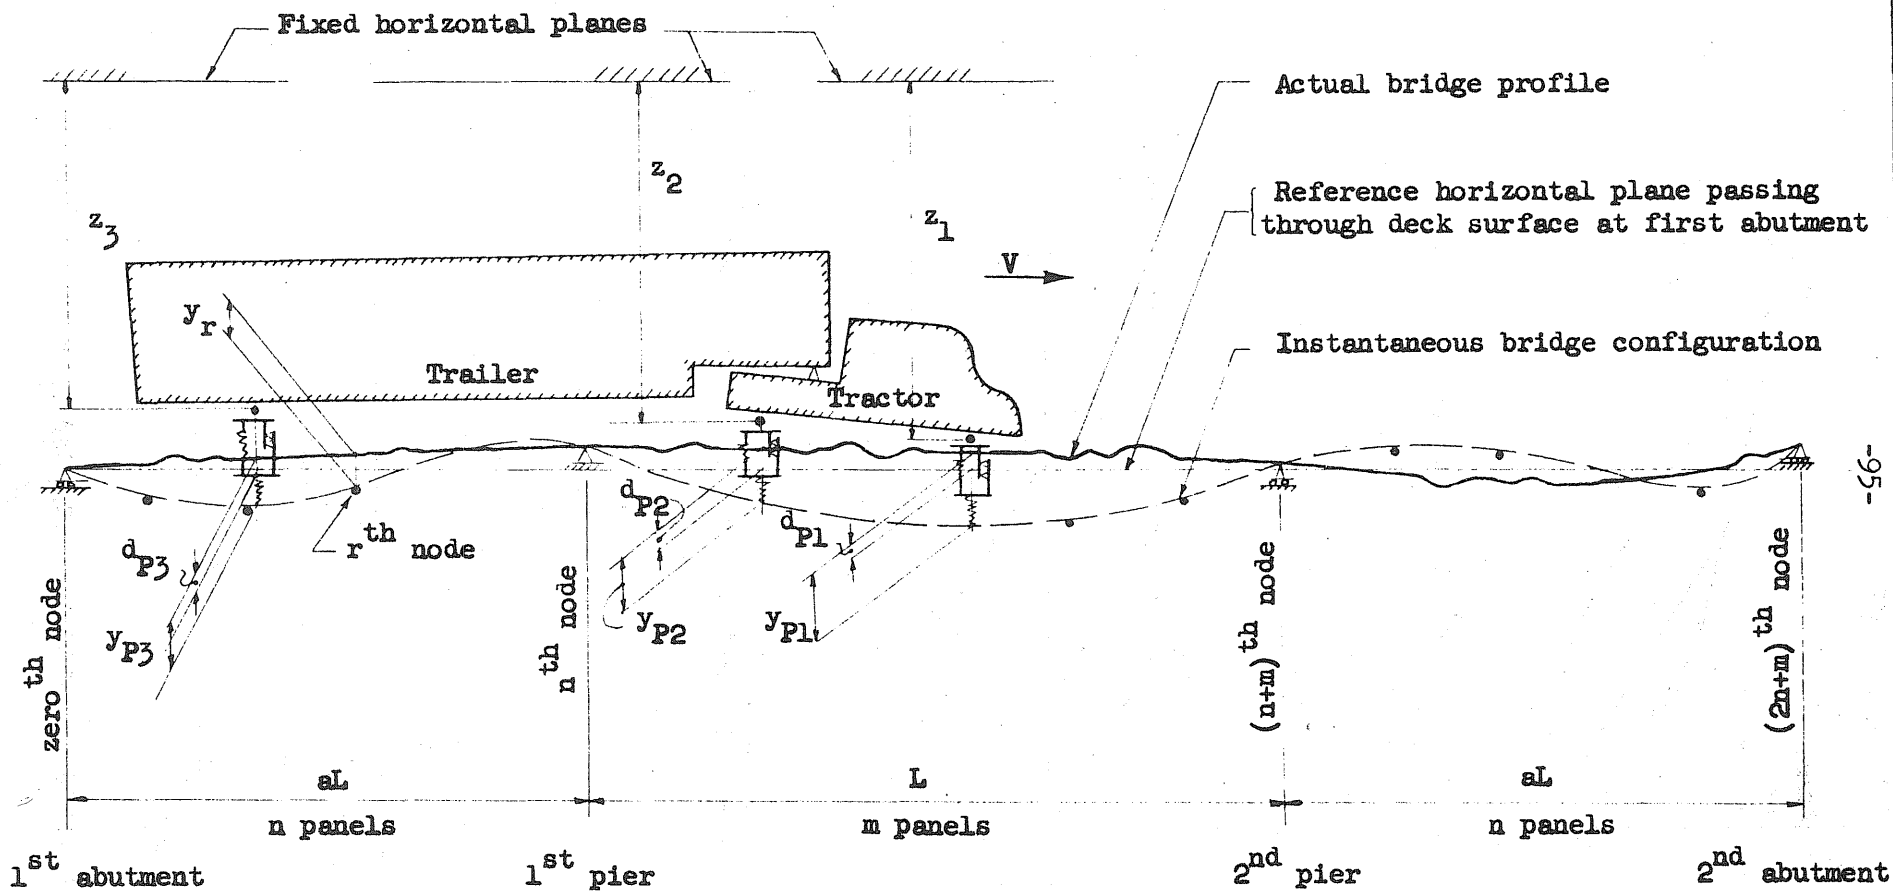 Fixed horizontal planes
Actual bridge profile
z2
Reference horizontal plane passing
through deck surface at first abutment
z3
z1
V
yr
Instantaneous bridge configuration
Trailer
Tractor
-95-
dP2
dP1
dP3
rth node
yP3
yP2
yP1
zeroth node
nth node
(n+m)th node
(2n+m)th node
aL
L
aL
n panels
m panels
n panels
1st abutment
1st pier
2nd pier
2nd abutment